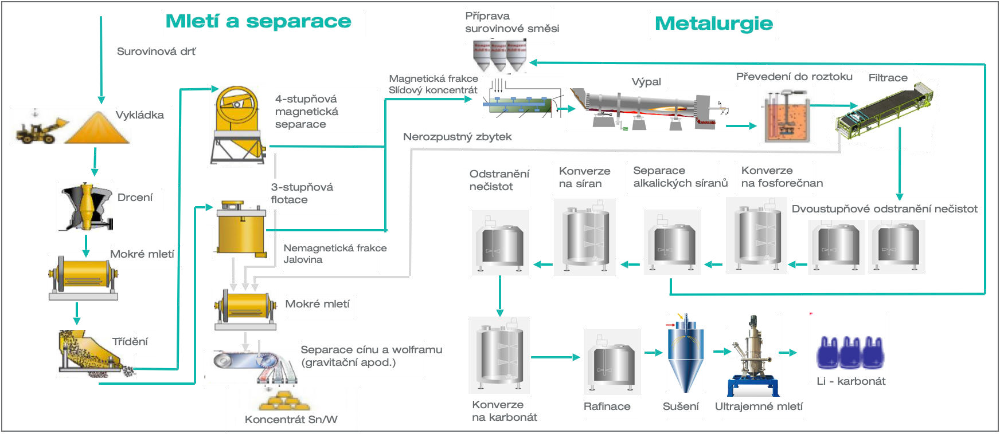 Mletí a separace
Metalurgie
Surovinová drť
Vykládka
Drcení
Mokré mletí
Třídění
4-stupňová
magnetická
separace
3-stupňová
flotace
Nemagnetická frakce
Jalovina
Mokré mletí
Separace cínu a wolframu
(gravitační apod.)
Koncentrát Sn/W
Příprava
surovinové směsi
Magnetická frakce
Slídový koncentrát
Výpal
Převedení do roztoku
Filtrace
Nerozpustný zbytek
Odstranění
nečistot
Konverze
na síran
Separace
alkalických síranů
Konverze
na fosforečnan
Dvoustupňové odstranění nečistot
Konverze
na karbonát
Rafinace
Sušení
Ultrajemné mletí
Li - karbonát